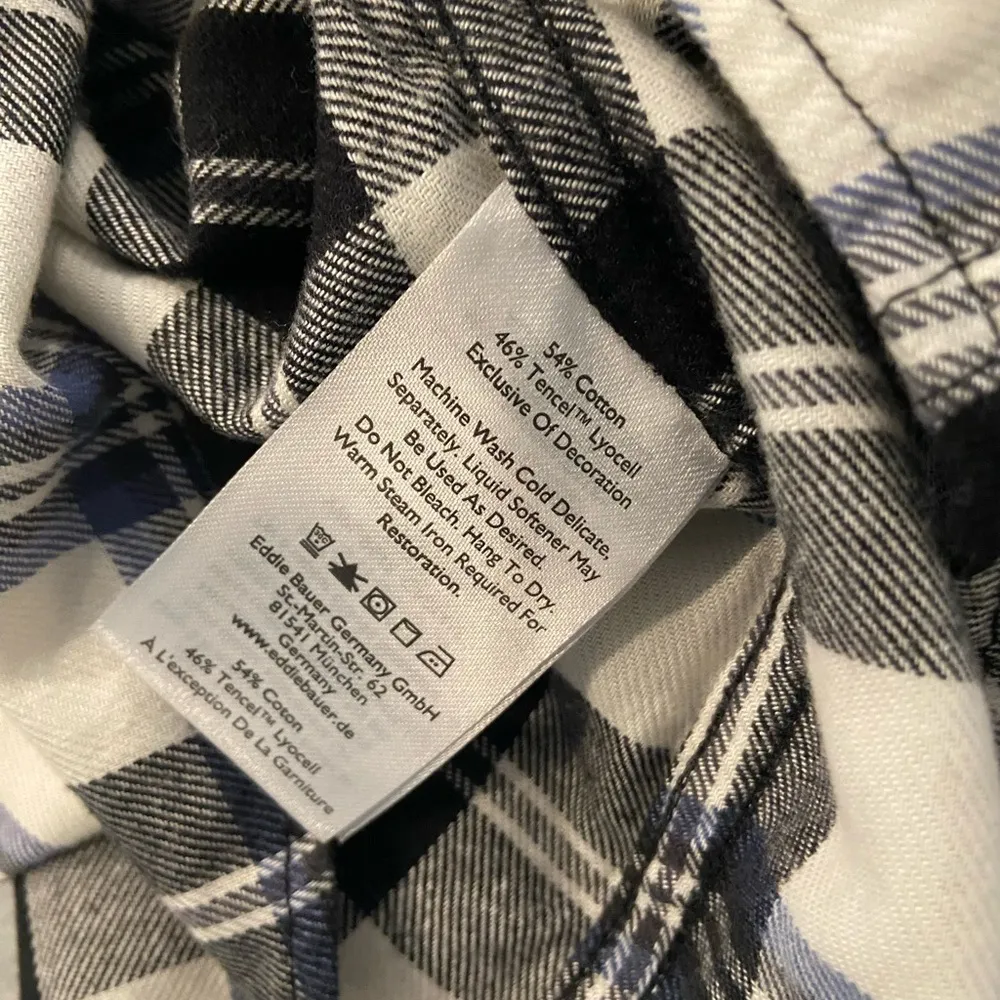 54% Cotton
46% Tencel™ Lyocell
Exclusive Of Decoration
Machine Wash Cold Delicate.
Separately. Liquid Softener May
Be Used As Desired.
Do Not Bleach. Hang To Dry.
Warm Steam Iron Required For
Restoration.
Eddie Bauer Germany GmbH
St.-Martin-Str. 62
81541 München
Germany
www.eddiebauer.de
54% Coton
46% Tencel™ Lyocell
A L'exception De La Garniture